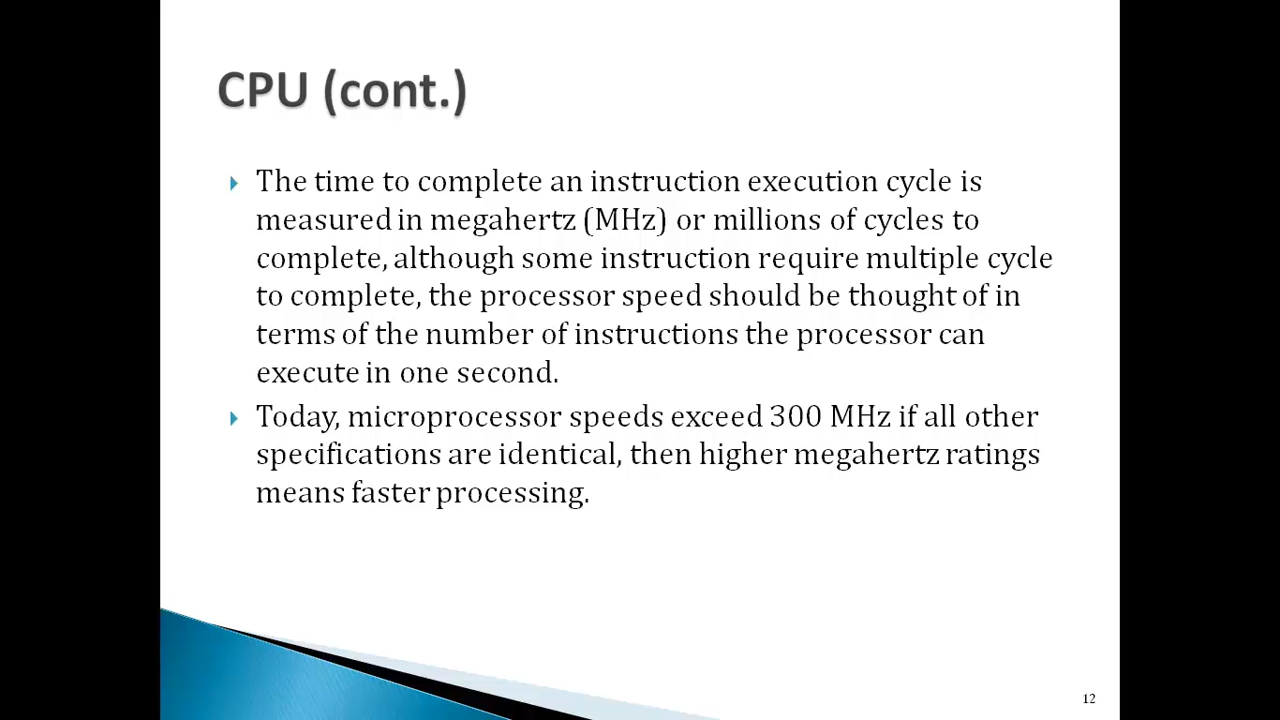 CPU (cont.)
The time to complete an instruction execution cycle is
measured in megahertz (MHz) or millions of cycles to
complete, although some instruction require multiple cycle
to complete, the processor speed should be thought of in
terms of the number of instructions the processor can
execute in one second.
Today, microprocessor speeds exceed 300 MHz if all other
specifications are identical, then higher megahertz ratings
means faster processing.
12